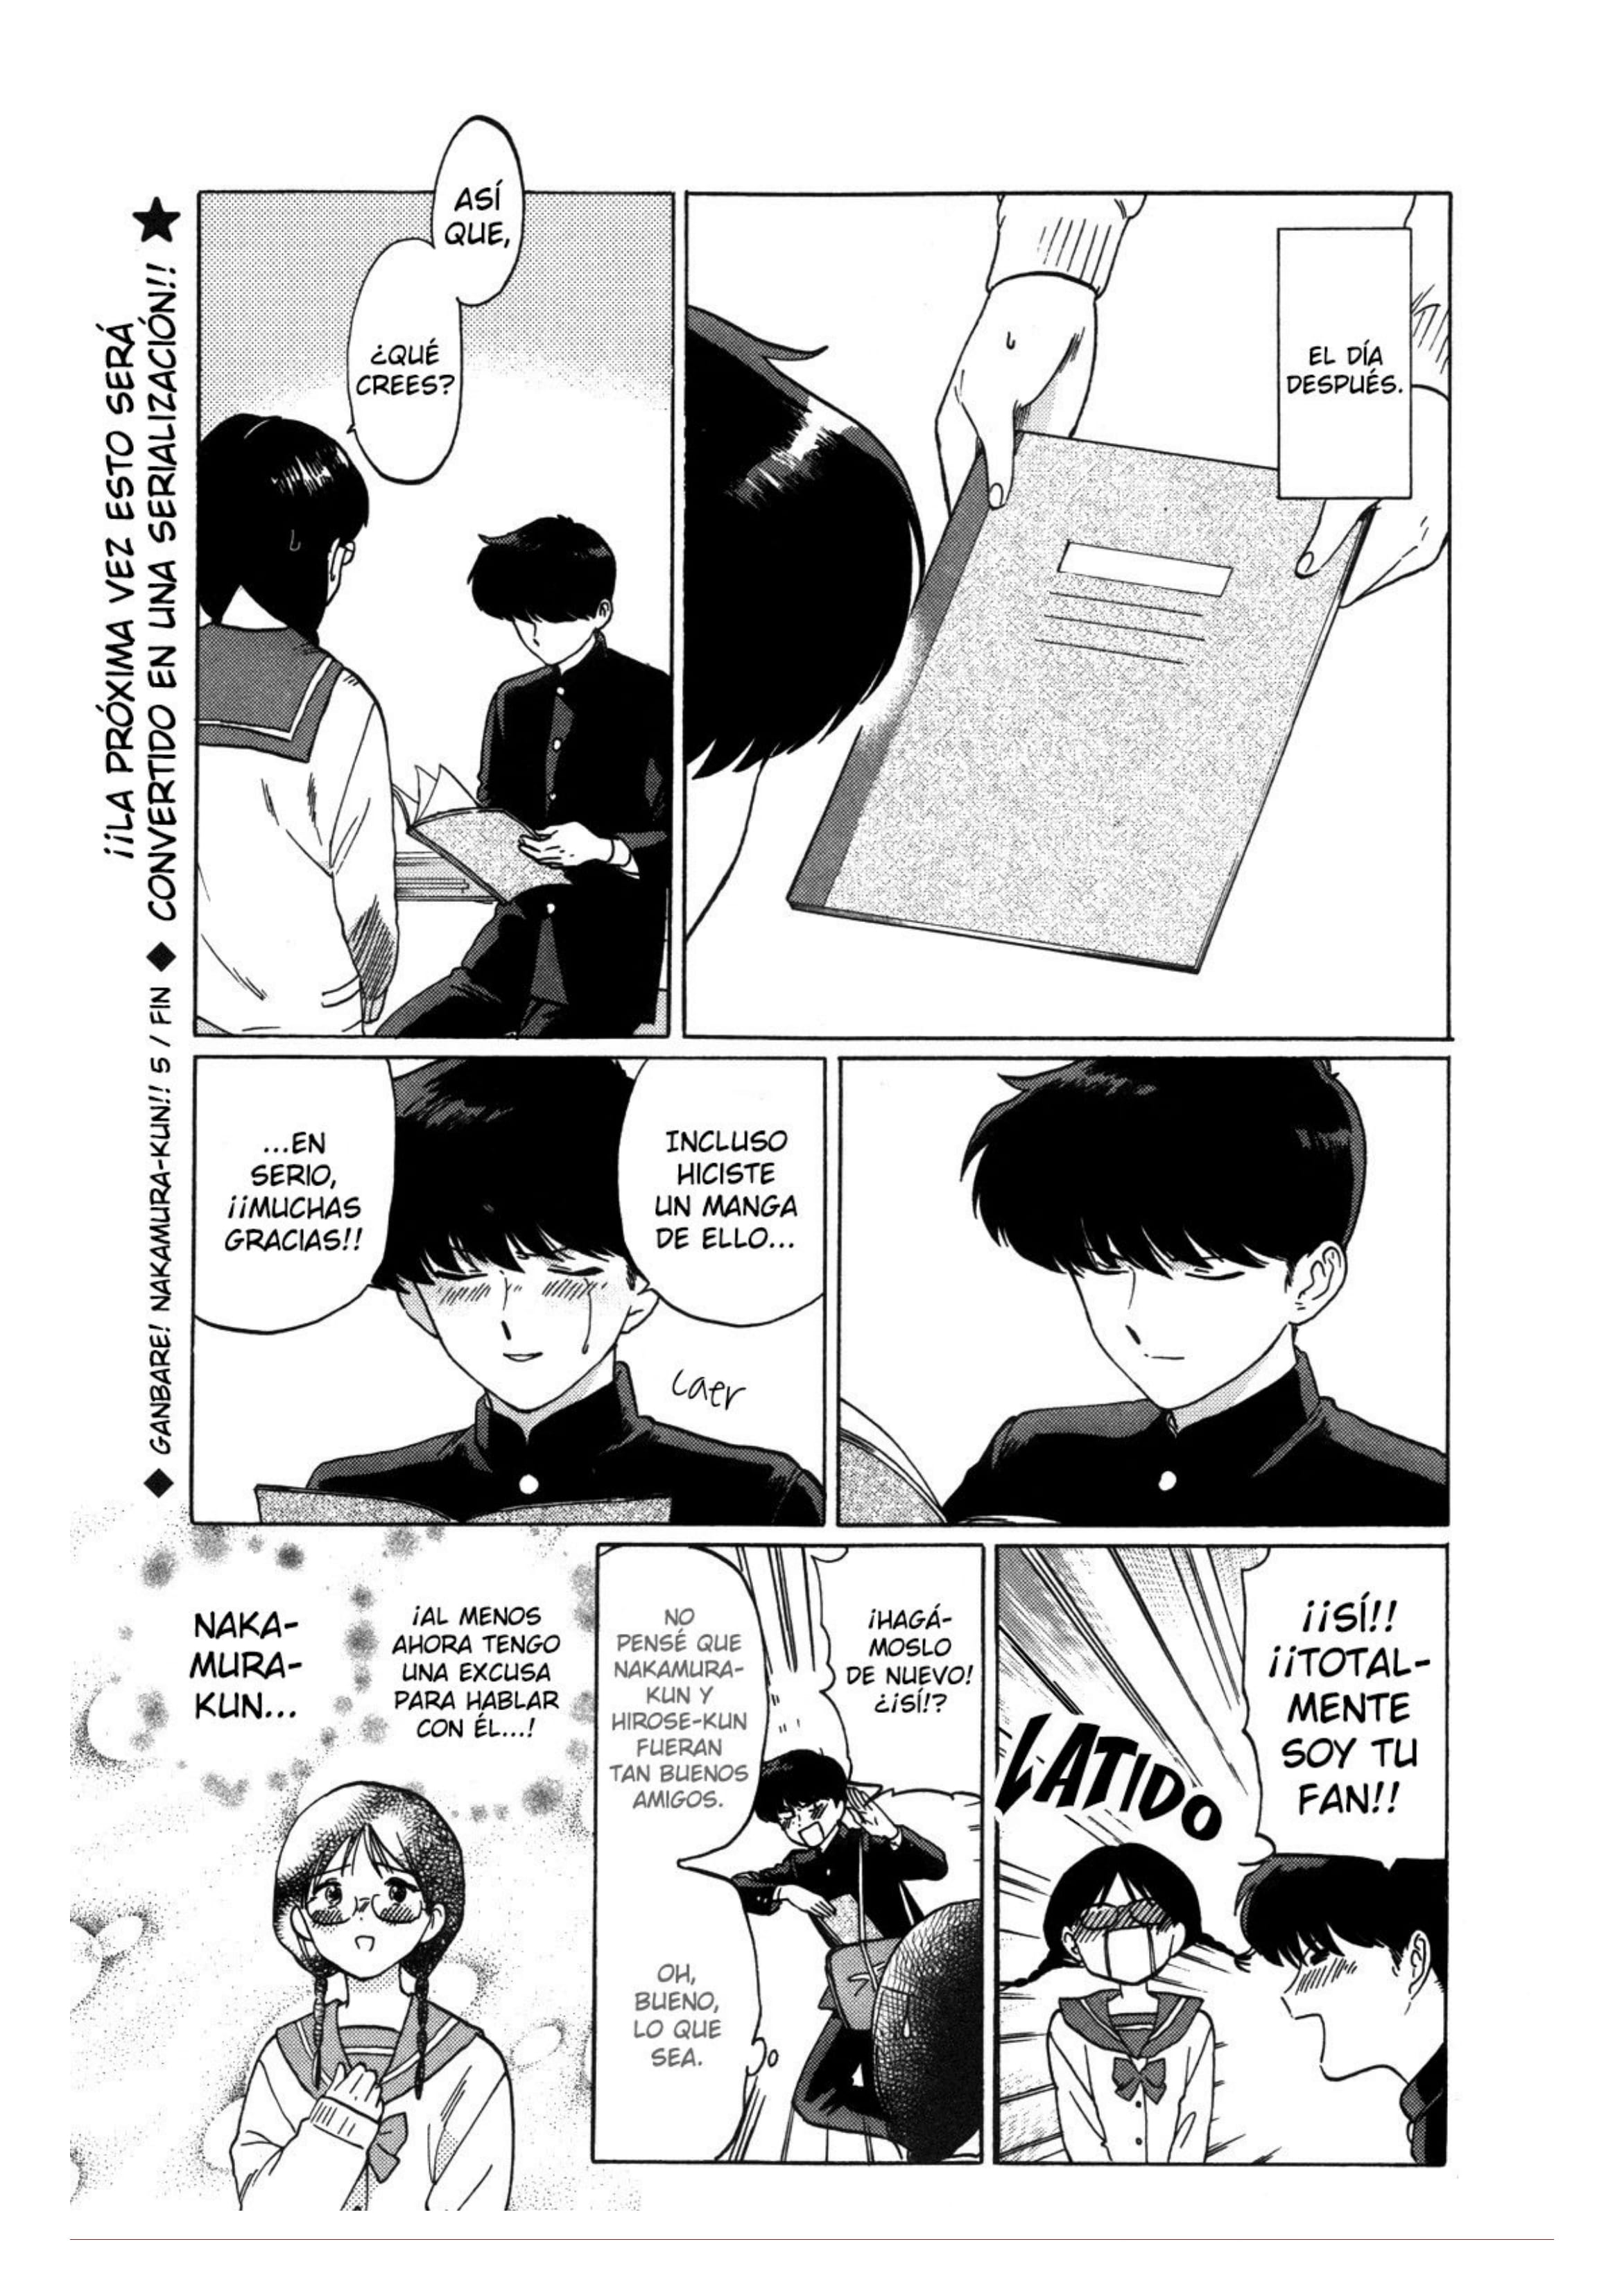 EL DÍA
DESPUÉS.
ASÍ
QUE,
¿QUÉ
CREES?
INCLUSO
HICISTE
UN MANGA
DE ELLO...
...EN
SERIO,
¡¡MUCHAS
GRACIAS!!
caer
¡¡SÍ!!
¡¡TOTAL-
MENTE
SOY TU
FAN!!
LATIDO
¡HAGÁ-
MOSLO
DE NUEVO!
¿¡SÍ!?
NO
PENSÉ QUE
NAKAMURA-
KUN Y
HIROSE-KUN
FUERAN
TAN BUENOS
AMIGOS.
OH,
BUENO,
LO QUE
SEA.
¡AL MENOS
AHORA TENGO
UNA EXCUSA
PARA HABLAR
CON ÉL...!
NAKA-
MURA-
KUN...
◆ GANBARE! NAKAMURA-KUN!! 5 / FIN ◆
¡¡LA PRÓXIMA VEZ ESTO SERÁ
CONVERTIDO EN UNA SERIALIZACIÓN!! ★